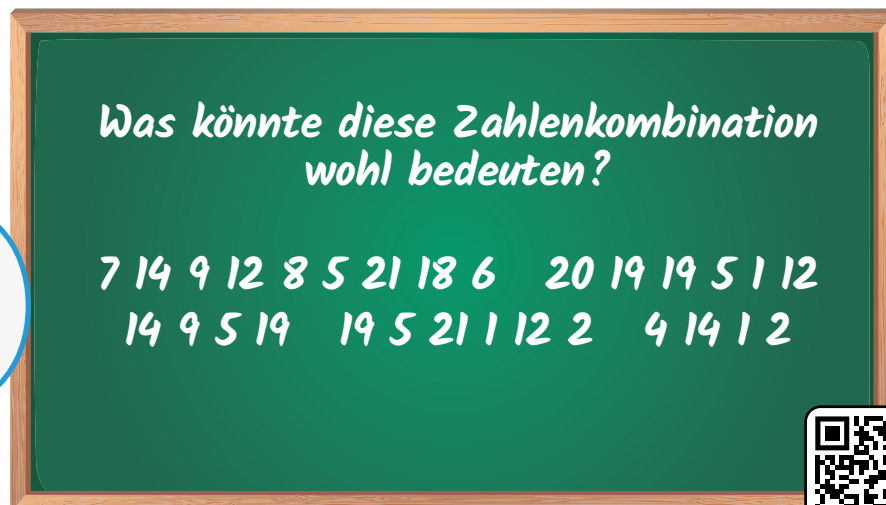 Was könnte diese Zahlenkombination
wohl bedeuten?
7 14 9 12 8 5 21 18 6 20 19 19 5 1 12
14 9 5 19 19 5 21 1 12 2 4 14 1 2